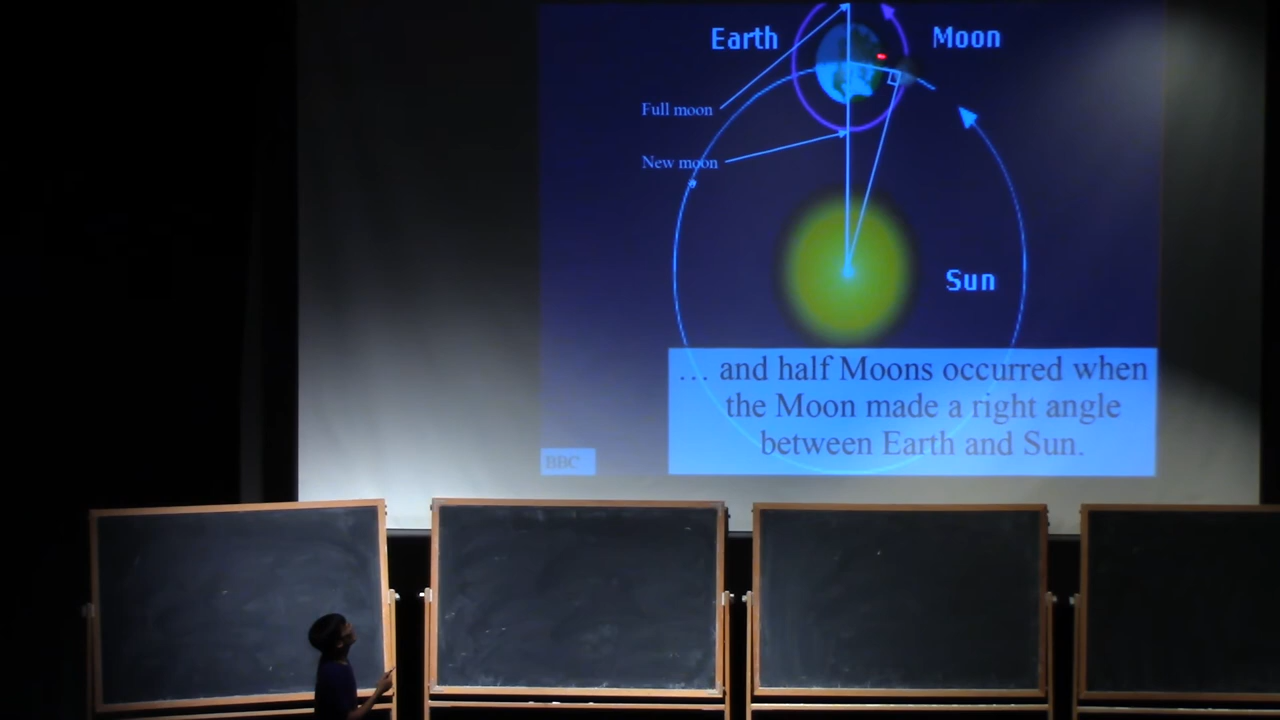 Earth
Moon
Full moon
New moon
Sun
… and half Moons occurred when
the Moon made a right angle
between Earth and Sun.
BBC